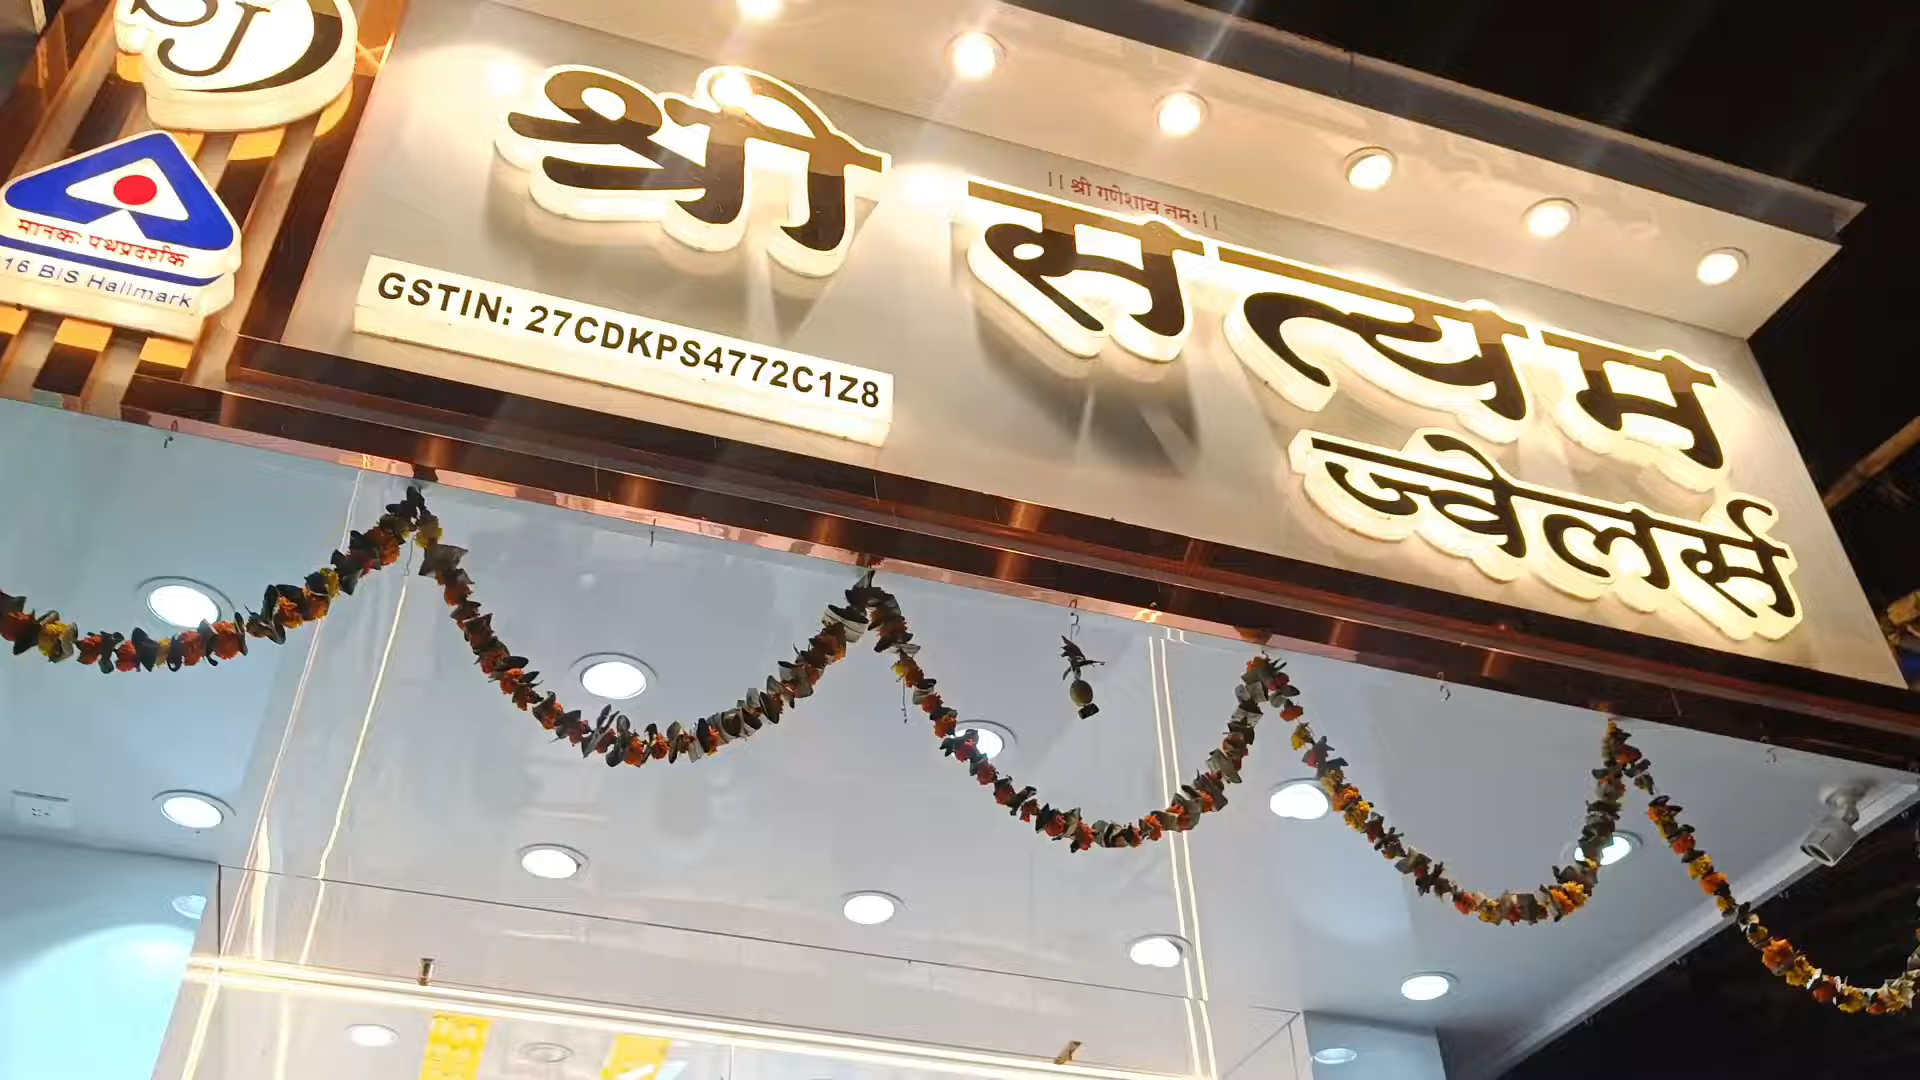 SJ
श्री सत्यम
|| श्री गणेशाय नमः ||
ज्वेलर्स
GSTIN: 27CDKPS4772C1Z8
मानकः पथप्रदर्शकः
16 BIS Hallmark